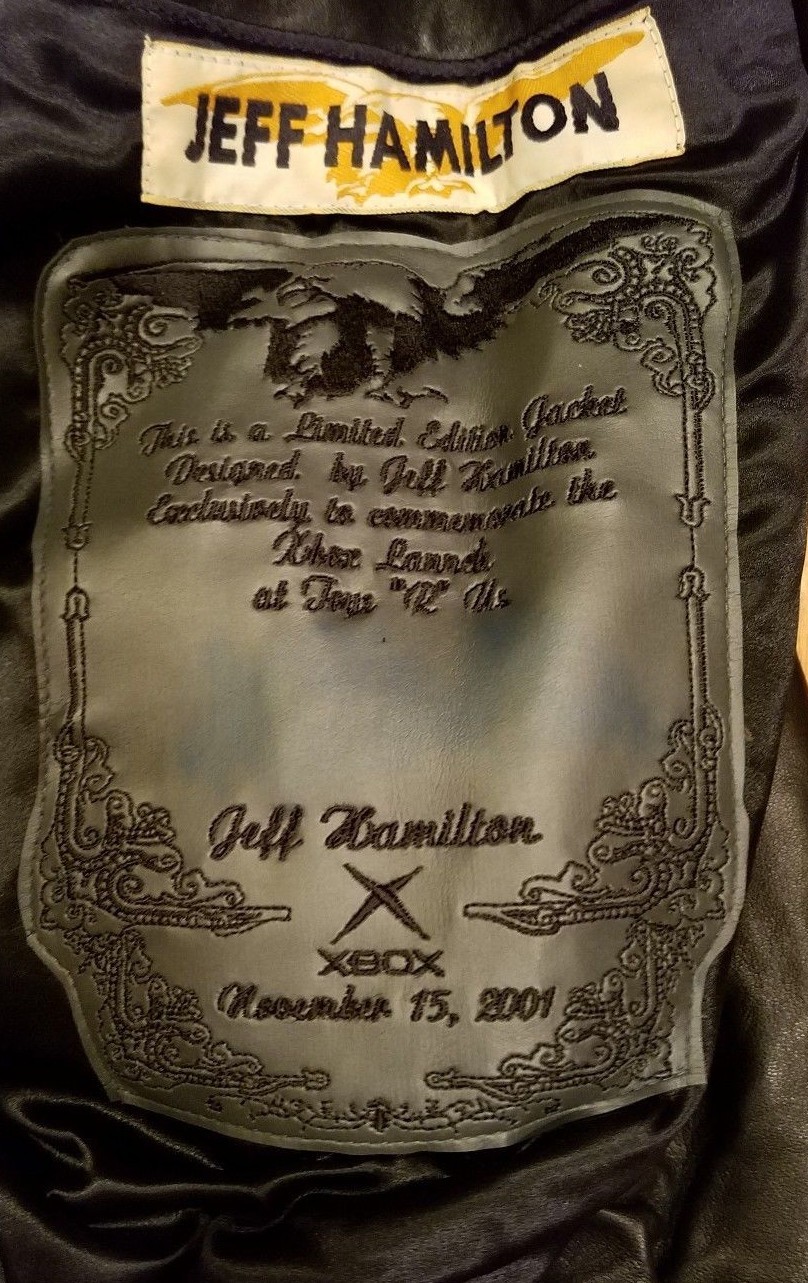 JEFF HAMILTON
This is a Limited Edition Jacket
Designed by Jeff Hamilton
Exclusively to commemorate the
Xbox Launch
at Toys "R" Us
Jeff Hamilton
XBOX
November 15, 2001